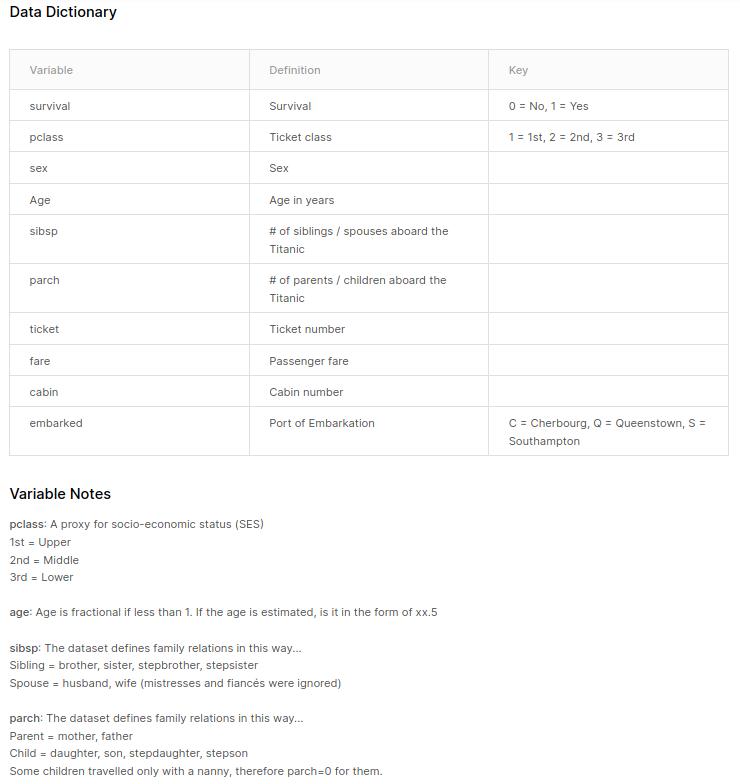 Data Dictionary
Variable Definition Key
survival Survival 0 = No, 1 = Yes
pclass Ticket class 1 = 1st, 2 = 2nd, 3 = 3rd
sex Sex
Age Age in years
sibsp # of siblings / spouses aboard the
Titanic
parch # of parents / children aboard the
Titanic
ticket Ticket number
fare Passenger fare
cabin Cabin number
embarked Port of Embarkation C = Cherbourg, Q = Queenstown, S =
Southampton
Variable Notes
pclass: A proxy for socio-economic status (SES)
1st = Upper
2nd = Middle
3rd = Lower
age: Age is fractional if less than 1. If the age is estimated, is it in the form of xx.5
sibsp: The dataset defines family relations in this way...
Sibling = brother, sister, stepbrother, stepsister
Spouse = husband, wife (mistresses and fiancés were ignored)
parch: The dataset defines family relations in this way...
Parent = mother, father
Child = daughter, son, stepdaughter, stepson
Some children travelled only with a nanny, therefore parch=0 for them.